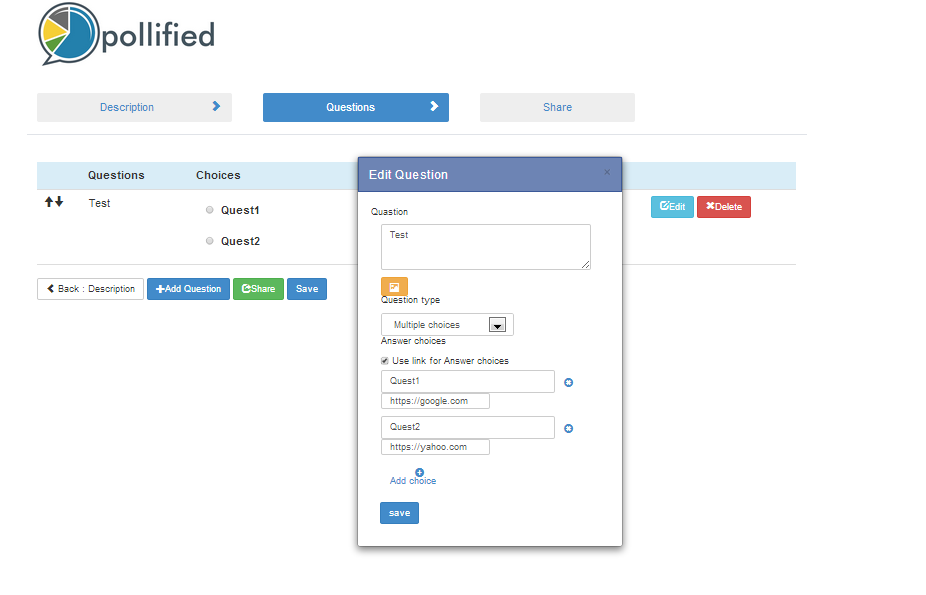 pollified
Description
Questions
Share
Questions Choices
Test
Quest1
Quest2
Edit
Delete
Back : Description
Add Question
Share
Save
Edit Question
×
Quastion
Test
Question type
Multiple choices
Answer choices
Use link for Answer choices
Quest1
https://google.com
Quest2
https://yahoo.com
Add choice
save